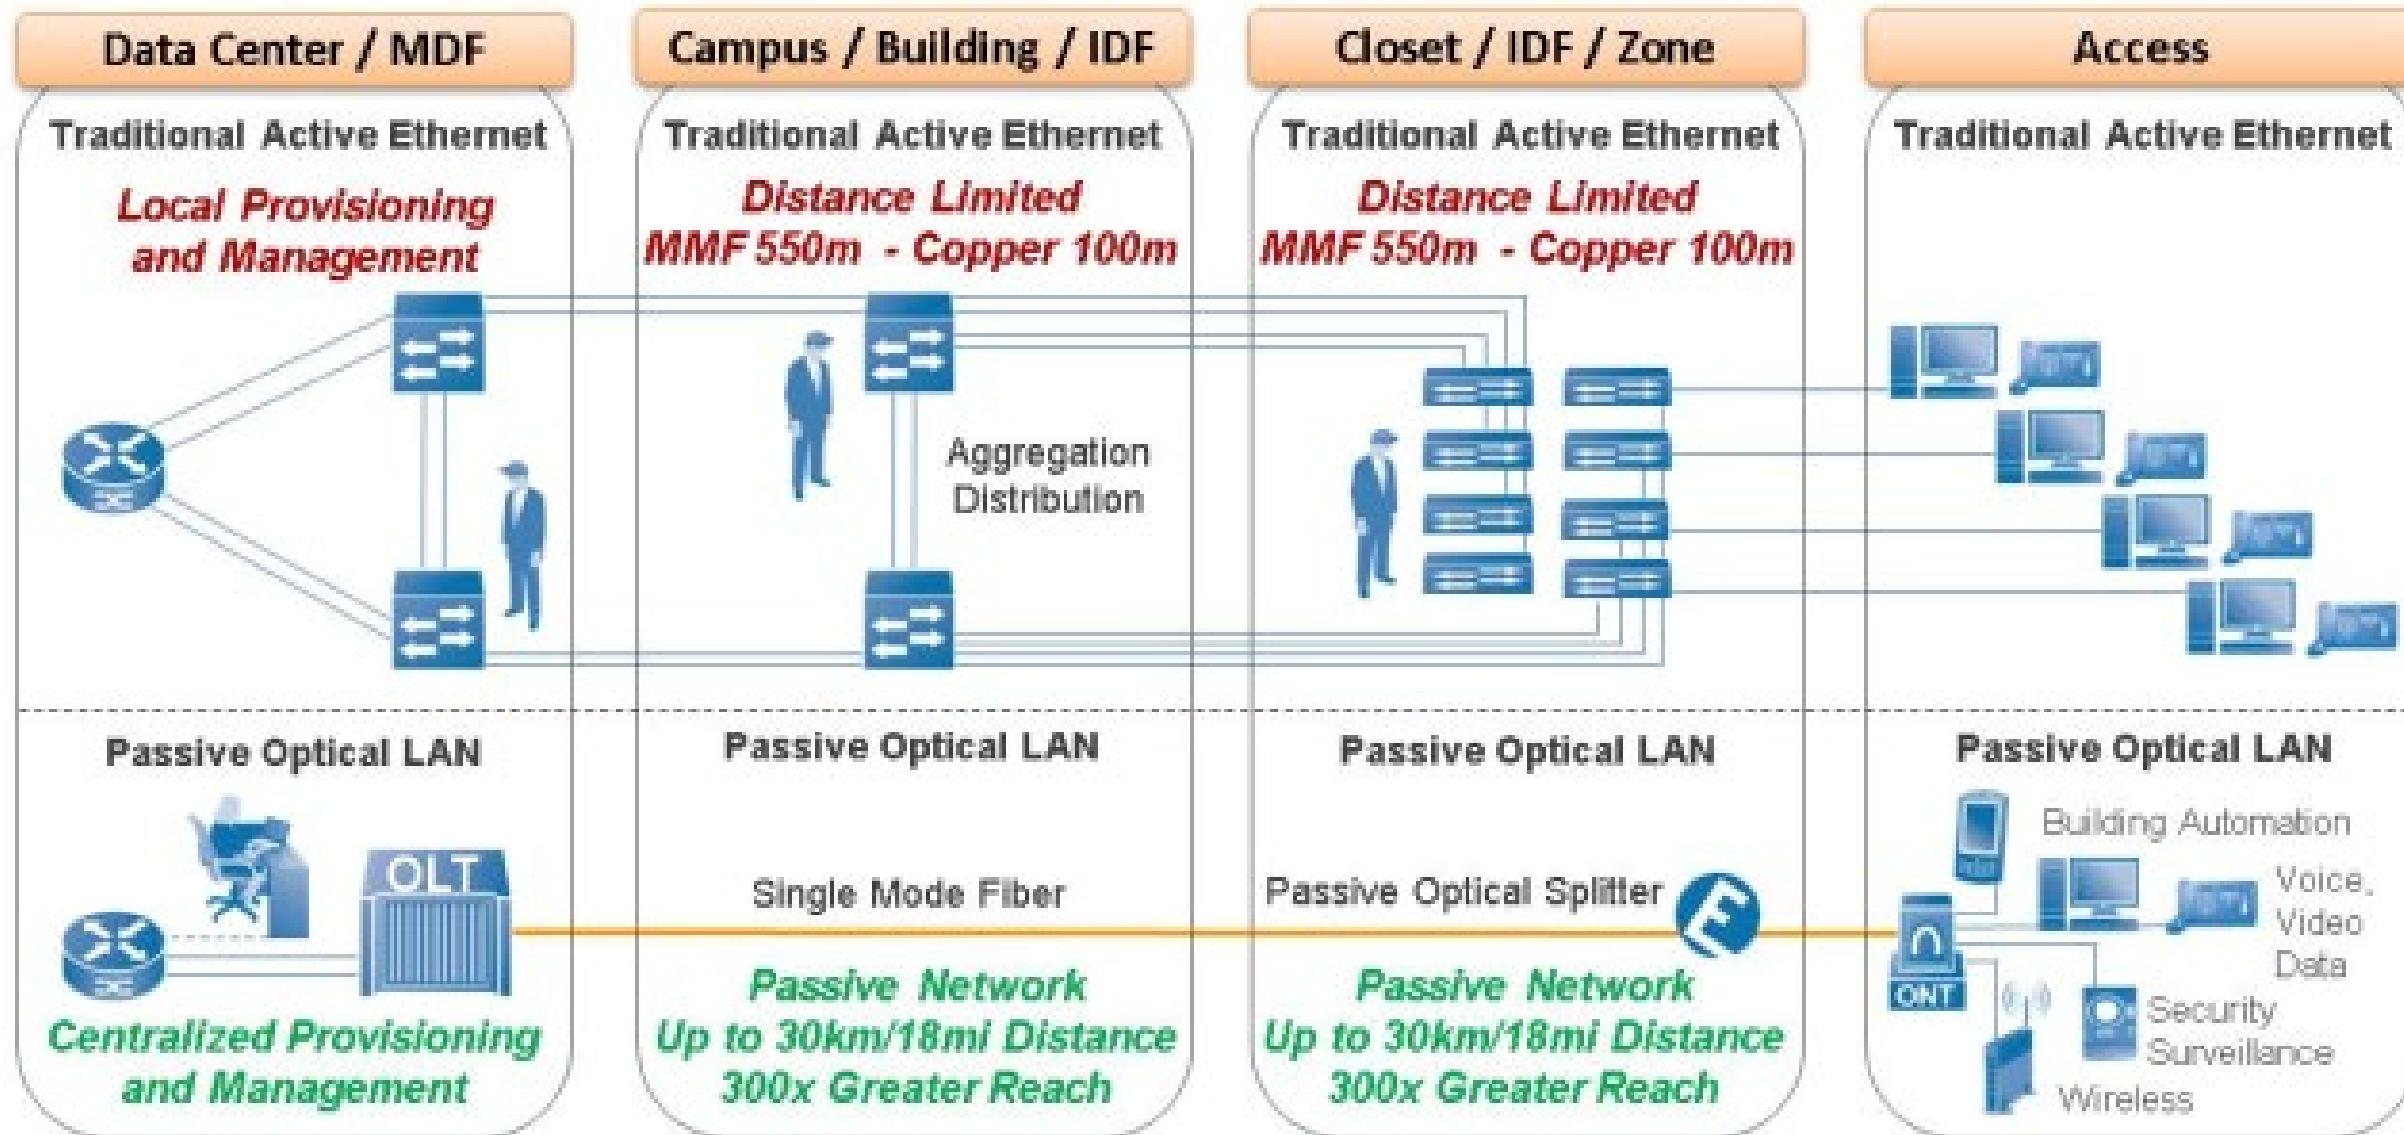 Data Center / MDF
Campus / Building / IDF
Closet / IDF / Zone
Access
Traditional Active Ethernet
Traditional Active Ethernet
Traditional Active Ethernet
Traditional Active Ethernet
Local Provisioning
and Management
Distance Limited
MMF 550m - Copper 100m
Distance Limited
MMF 550m - Copper 100m
Aggregation
Distribution
Passive Optical LAN
Passive Optical LAN
Passive Optical LAN
Passive Optical LAN
OLT
Centralized Provisioning
and Management
Single Mode Fiber
Passive Network
Up to 30km/18mi Distance
300x Greater Reach
Passive Optical Splitter
Passive Network
Up to 30km/18mi Distance
300x Greater Reach
Building Automation
Voice,
Video
Data
ONT
Security
Surveillance
Wireless